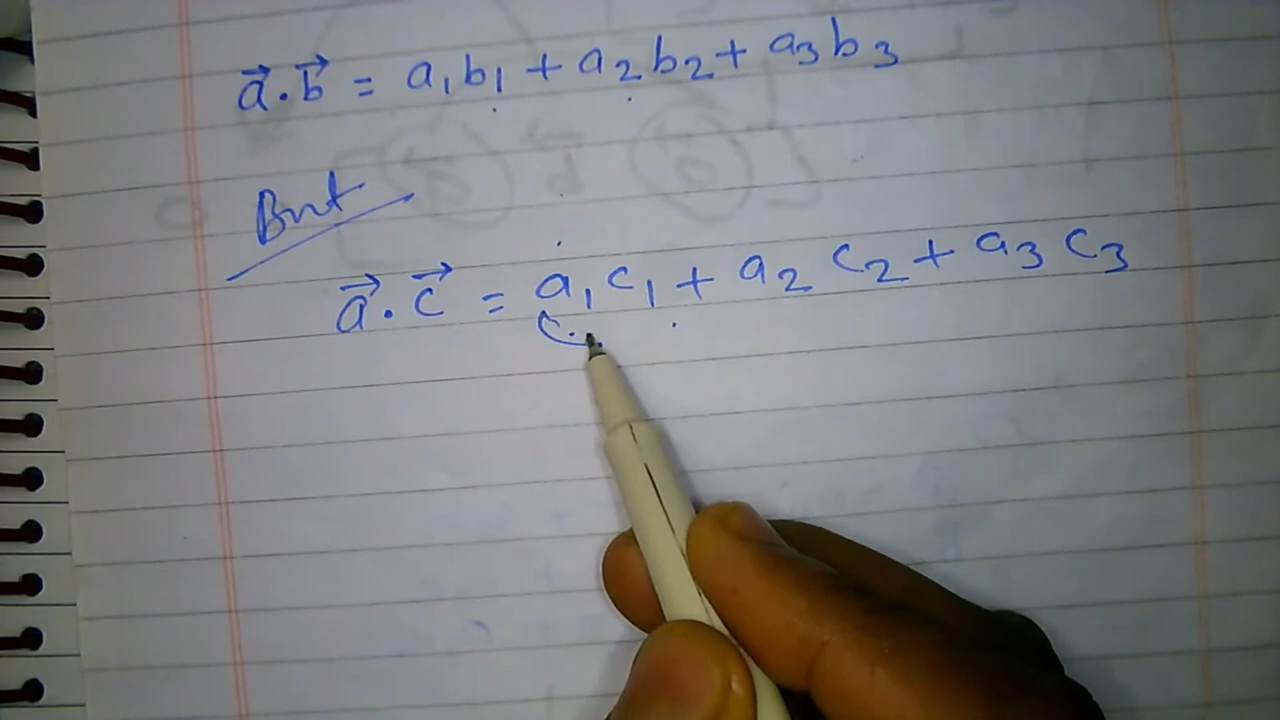 a⃗.b⃗ = a₁b₁ + a₂b₂ + a₃b₃
But
a⃗.c⃗ = a₁c₁ + a₂c₂ + a₃c₃